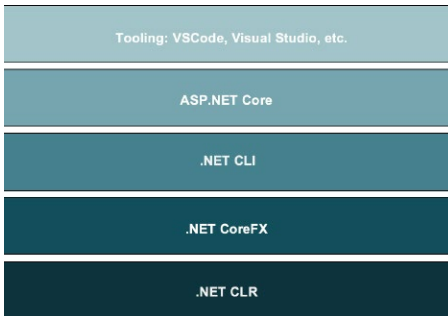 Tooling: VSCode, Visual Studio, etc.
ASP.NET Core
.NET CLI
.NET CoreFX
.NET CLR